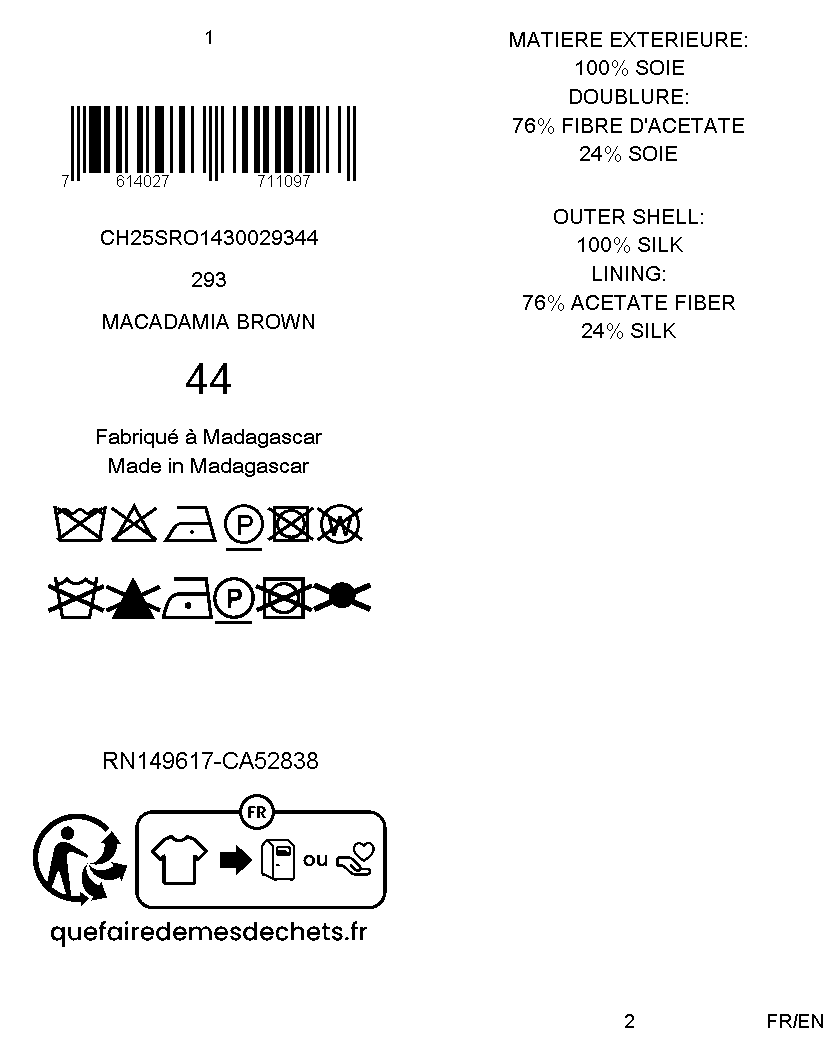 1
7 614027 711097
CH25SRO1430029344
293
MACADAMIA BROWN
44
Fabriqué à Madagascar
Made in Madagascar
P W
P
RN149617-CA52838
FR
ou
quefairedemesdechets.fr
MATIERE EXTERIEURE:
100% SOIE
DOUBLURE:
76% FIBRE D'ACETATE
24% SOIE
OUTER SHELL:
100% SILK
LINING:
76% ACETATE FIBER
24% SILK
2
FR/EN